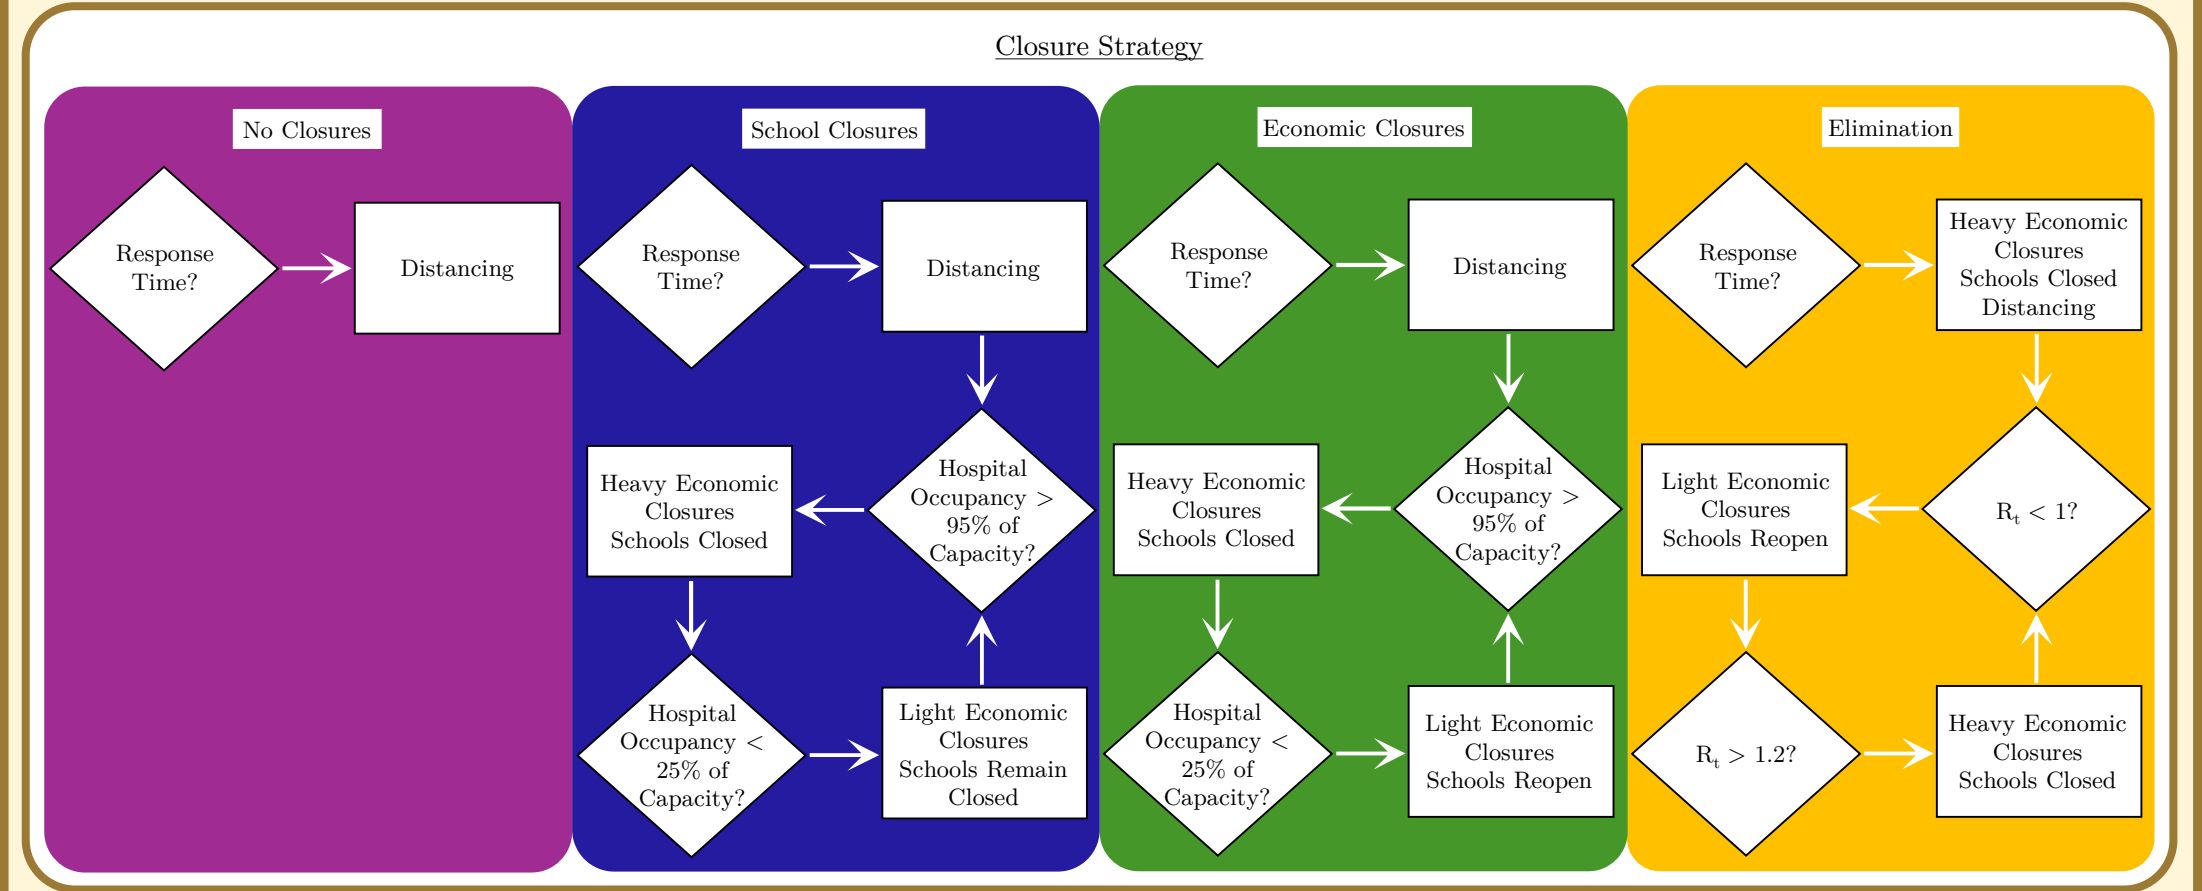 Closure Strategy
No Closures
Response
Time?
Distancing
School Closures
Response
Time?
Distancing
Hospital
Occupancy >
95% of
Capacity?
Heavy Economic
Closures
Schools Closed
Hospital
Occupancy <
25% of
Capacity?
Light Economic
Closures
Schools Remain
Closed
Economic Closures
Response
Time?
Distancing
Hospital
Occupancy >
95% of
Capacity?
Heavy Economic
Closures
Schools Closed
Hospital
Occupancy <
25% of
Capacity?
Light Economic
Closures
Schools Reopen
Elimination
Response
Time?
Heavy Economic
Closures
Schools Closed
Distancing
Rt < 1?
Light Economic
Closures
Schools Reopen
Rt > 1.2?
Heavy Economic
Closures
Schools Closed